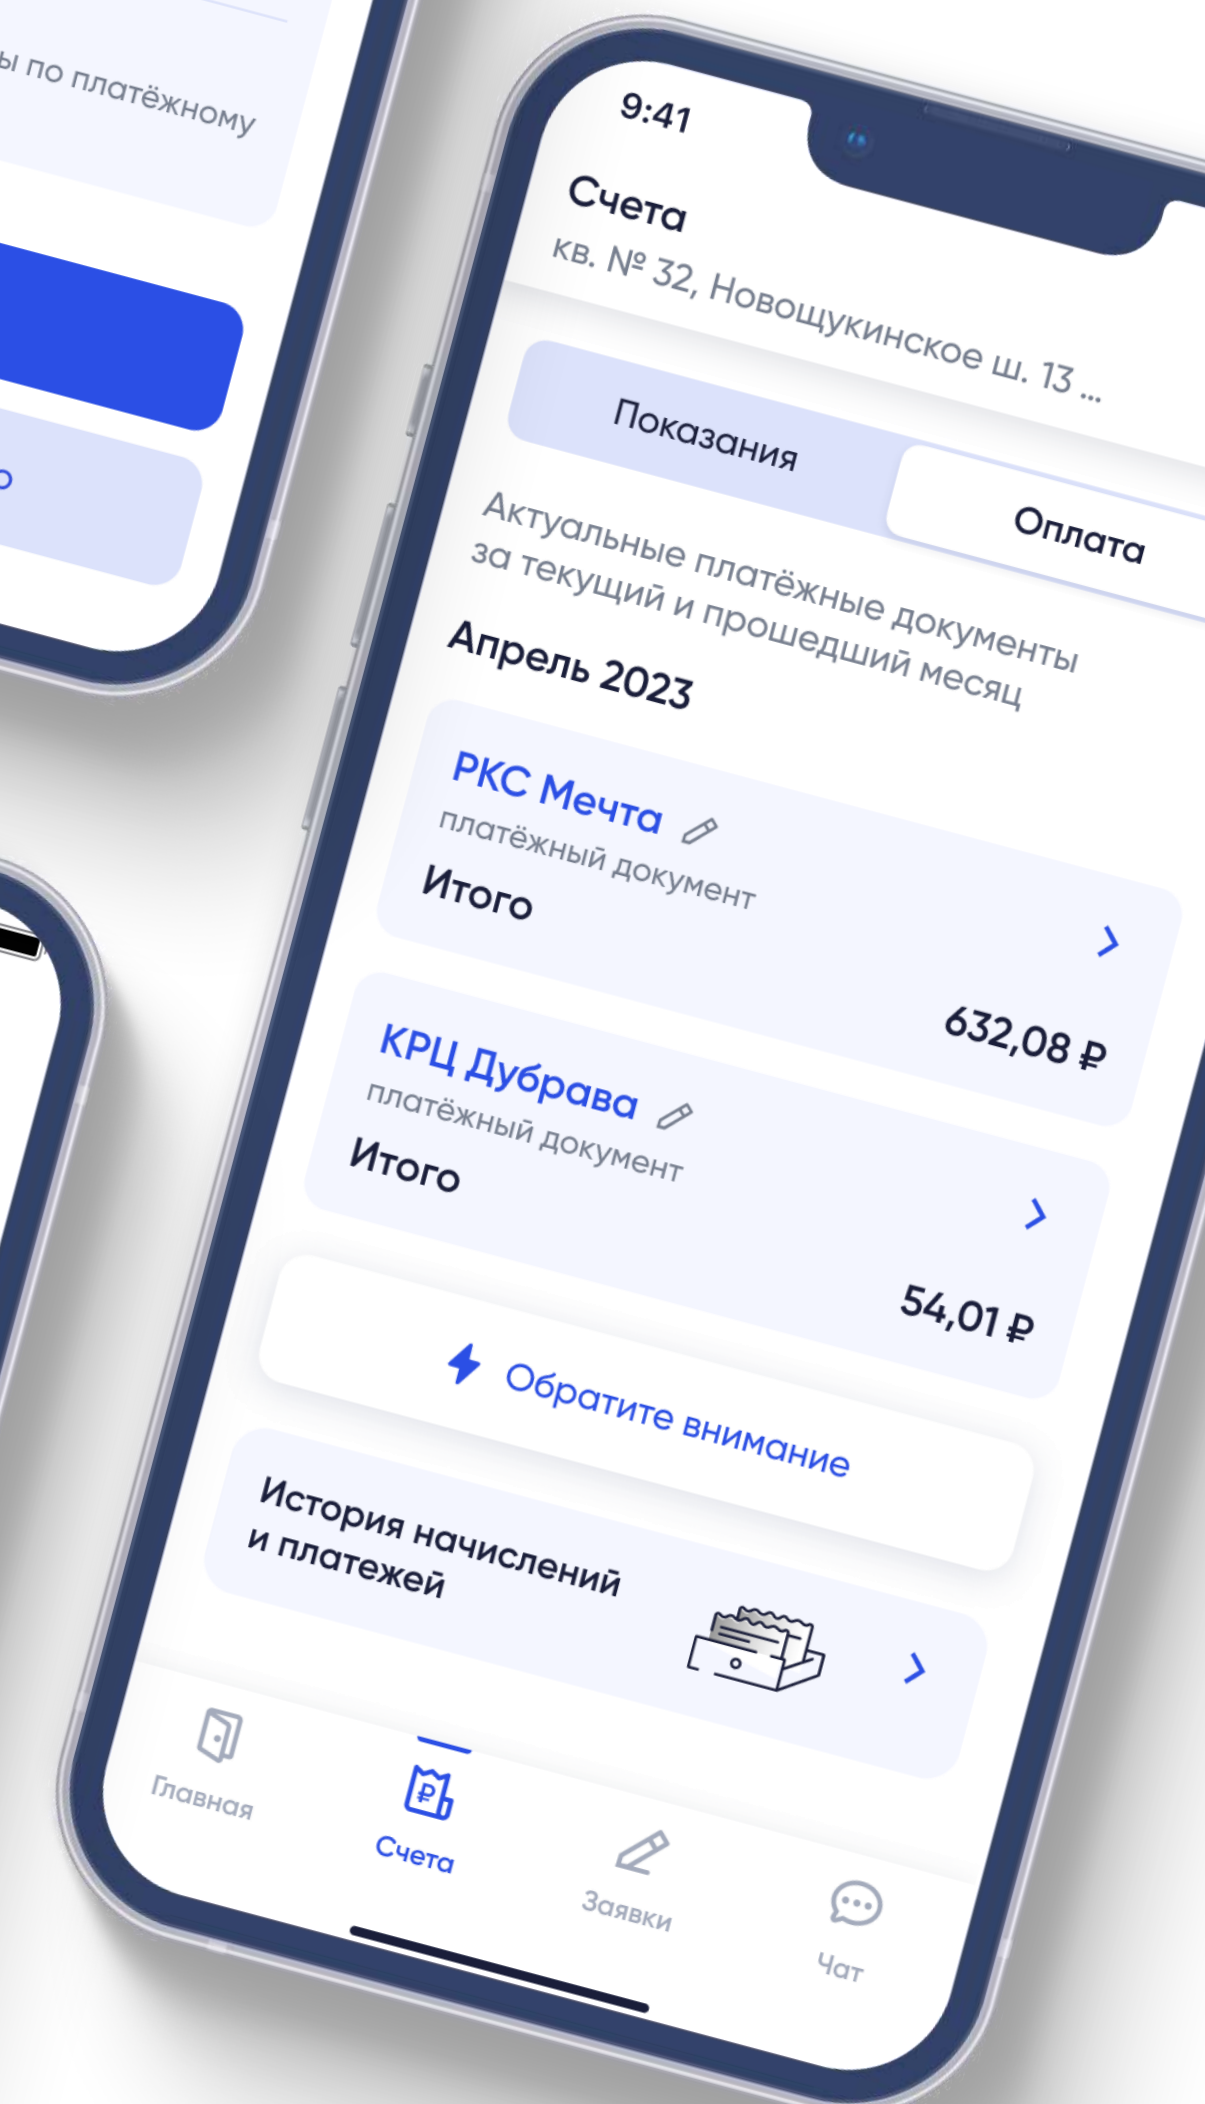 ы по платёжному
о
9:41
Счета
кв. № 32, Новощукинское ш. 13 ...
Показания
Оплата
Актуальные платёжные документы
за текущий и прошедший месяц
Апрель 2023
РКС Мечта
платёжный документ
Итого
632,08 ₽
КРЦ Дубрава
платёжный документ
Итого
54,01 ₽
Обратите внимание
История начислений
и платежей
Главная
Счета
Заявки
Чат